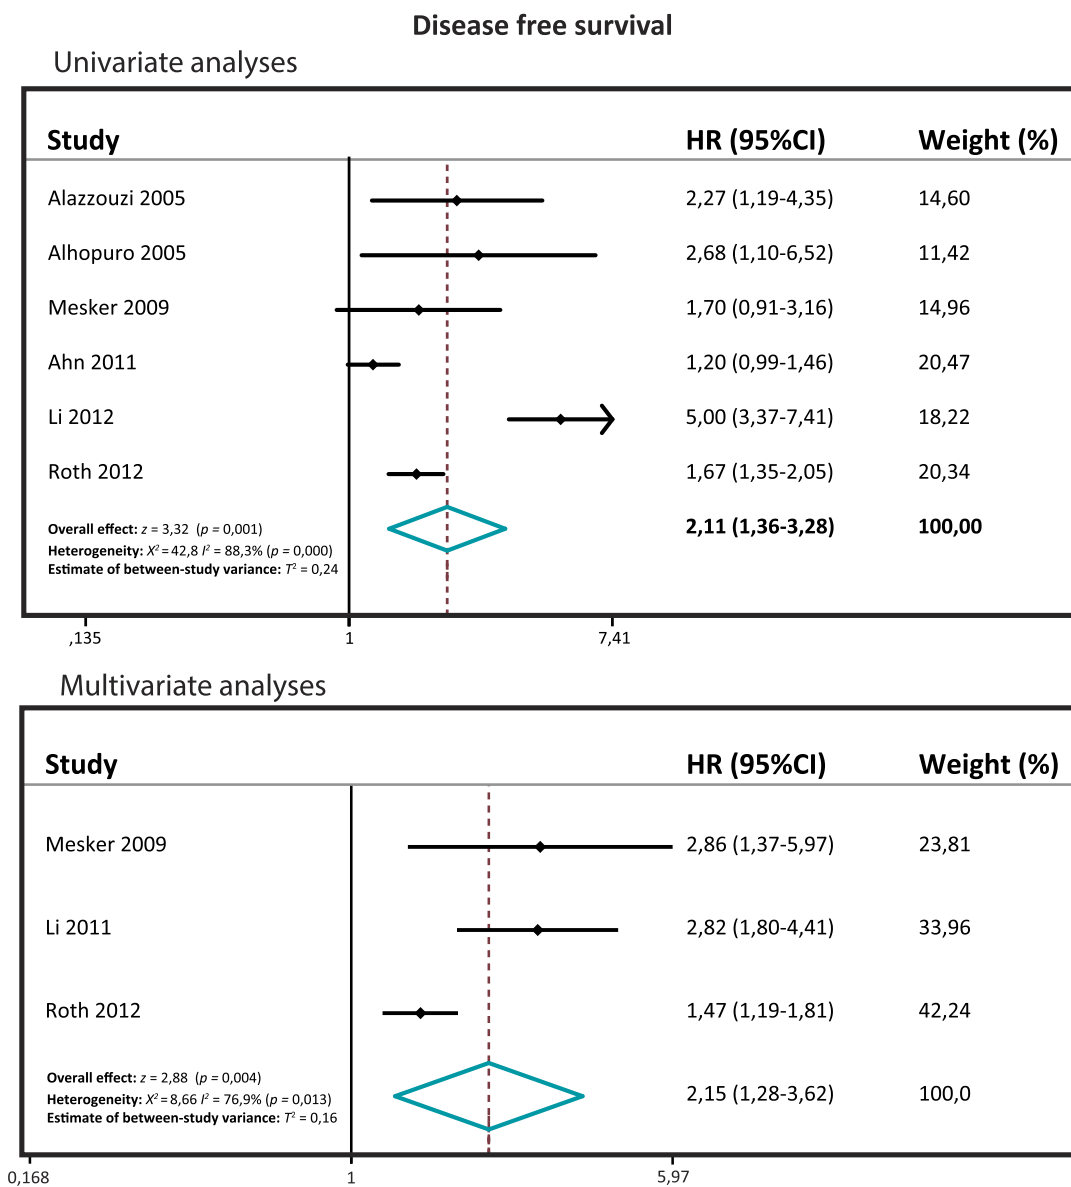 Disease free survival
Univariate analyses
Study HR (95%CI) Weight (%)
Alazzouzi 2005 2,27 (1,19-4,35) 14,60
Alhopuro 2005 2,68 (1,10-6,52) 11,42
Mesker 2009 1,70 (0,91-3,16) 14,96
Ahn 2011 1,20 (0,99-1,46) 20,47
Li 2012 5,00 (3,37-7,41) 18,22
Roth 2012 1,67 (1,35-2,05) 20,34
Overall effect: z = 3,32 (p = 0,001) 2,11 (1,36-3,28) 100,00
Heterogeneity: X² = 42,8 I² = 88,3% (p = 0,000)
Estimate of between-study variance: T² = 0,24
,135 1 7,41
Multivariate analyses
Study HR (95%CI) Weight (%)
Mesker 2009 2,86 (1,37-5,97) 23,81
Li 2011 2,82 (1,80-4,41) 33,96
Roth 2012 1,47 (1,19-1,81) 42,24
Overall effect: z = 2,88 (p = 0,004)
Heterogeneity: X² = 8,66 I² = 76,9% (p = 0,013) 2,15 (1,28-3,62) 100,0
Estimate of between-study variance: T² = 0,16
0,168 1 5,97